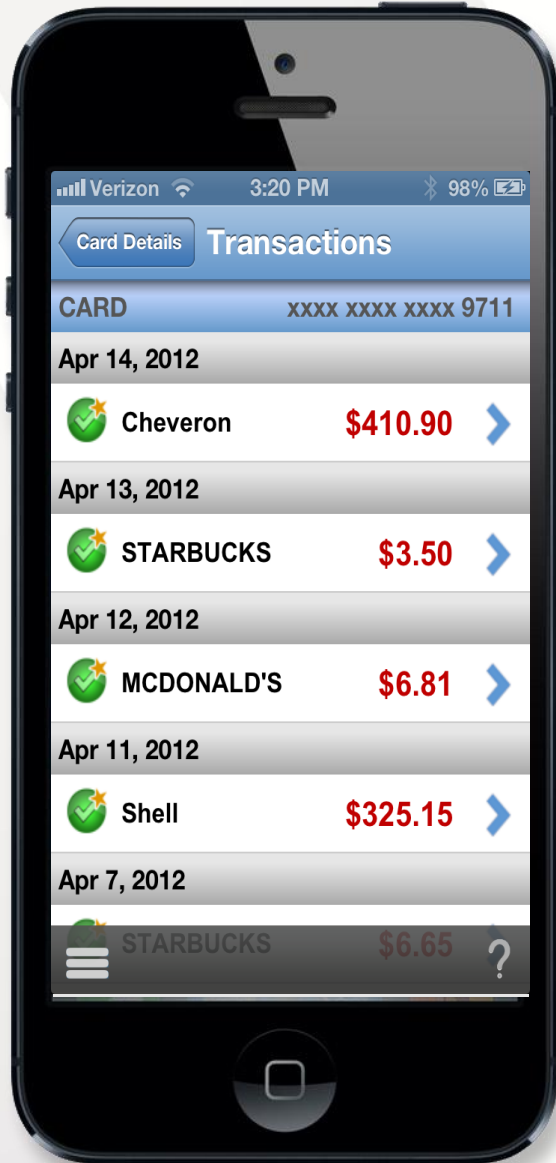 Verizon 3:20 PM 98%
Card Details Transactions
CARD xxxx xxxx xxxx 9711
Apr 14, 2012
Cheveron $410.90
Apr 13, 2012
STARBUCKS $3.50
Apr 12, 2012
MCDONALD'S $6.81
Apr 11, 2012
Shell $325.15
Apr 7, 2012
STARBUCKS $6.65
?